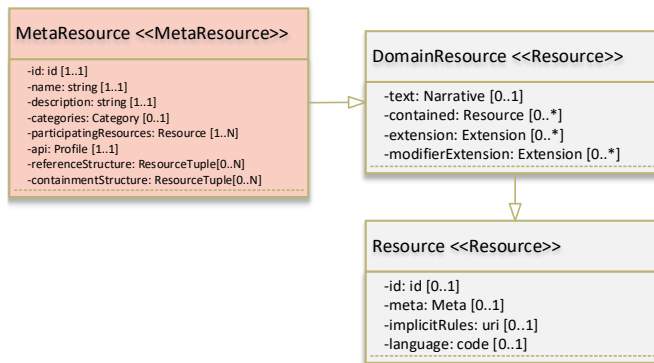 MetaResource <<MetaResource>>
-id: id [1..1]
-name: string [1..1]
-description: string [1..1]
-categories: Category [0..1]
-participatingResources: Resource [1..N]
-api: Profile [1..1]
-referenceStructure: ResourceTuple[0..N]
-containmentStructure: ResourceTuple[0..N]
DomainResource <<Resource>>
-text: Narrative [0..1]
-contained: Resource [0..*]
-extension: Extension [0..*]
-modifierExtension: Extension [0..*]
Resource <<Resource>>
-id: id [0..1]
-meta: Meta [0..1]
-implicitRules: uri [0..1]
-language: code [0..1]